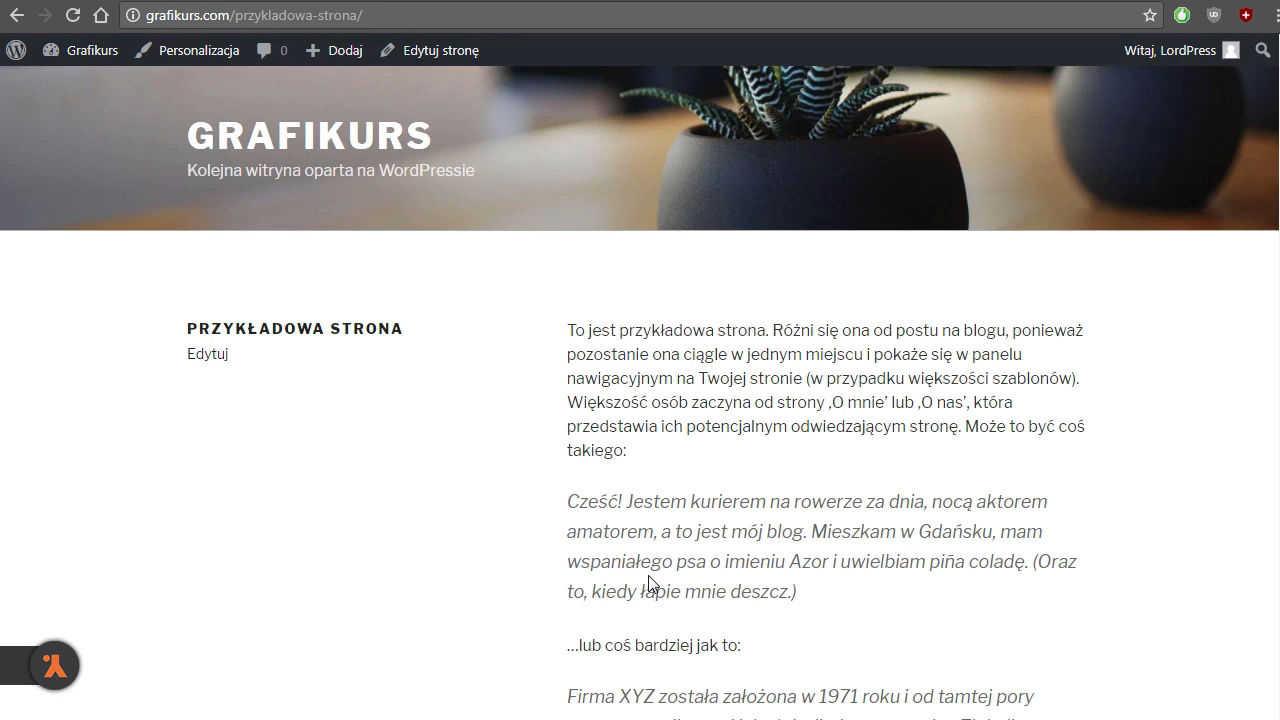 grafikurs.com/przykladowa-strona/
Grafikurs Personalizacja 0 Dodaj Edytuj stronę Witaj, LordPress
GRAFIKURS
Kolejna witryna oparta na WordPressie
PRZYKŁADOWA STRONA
Edytuj
To jest przykładowa strona. Różni się ona od postu na blogu, ponieważ
pozostanie ona ciągle w jednym miejscu i pokaże się w panelu
nawigacyjnym na Twojej stronie (w przypadku większości szablonów).
Większość osób zaczyna od strony ‚O mnie’ lub ‚O nas’, która
przedstawia ich potencjalnym odwiedzającym stronę. Może to być coś
takiego:
Cześć! Jestem kurierem na rowerze za dnia, nocą aktorem
amatorem, a to jest mój blog. Mieszkam w Gdańsku, mam
wspaniałego psa o imieniu Azor i uwielbiam piña coladę. (Oraz
to, kiedy łapie mnie deszcz.)
…lub coś bardziej jak to:
Firma XYZ została założona w 1971 roku i od tamtej pory